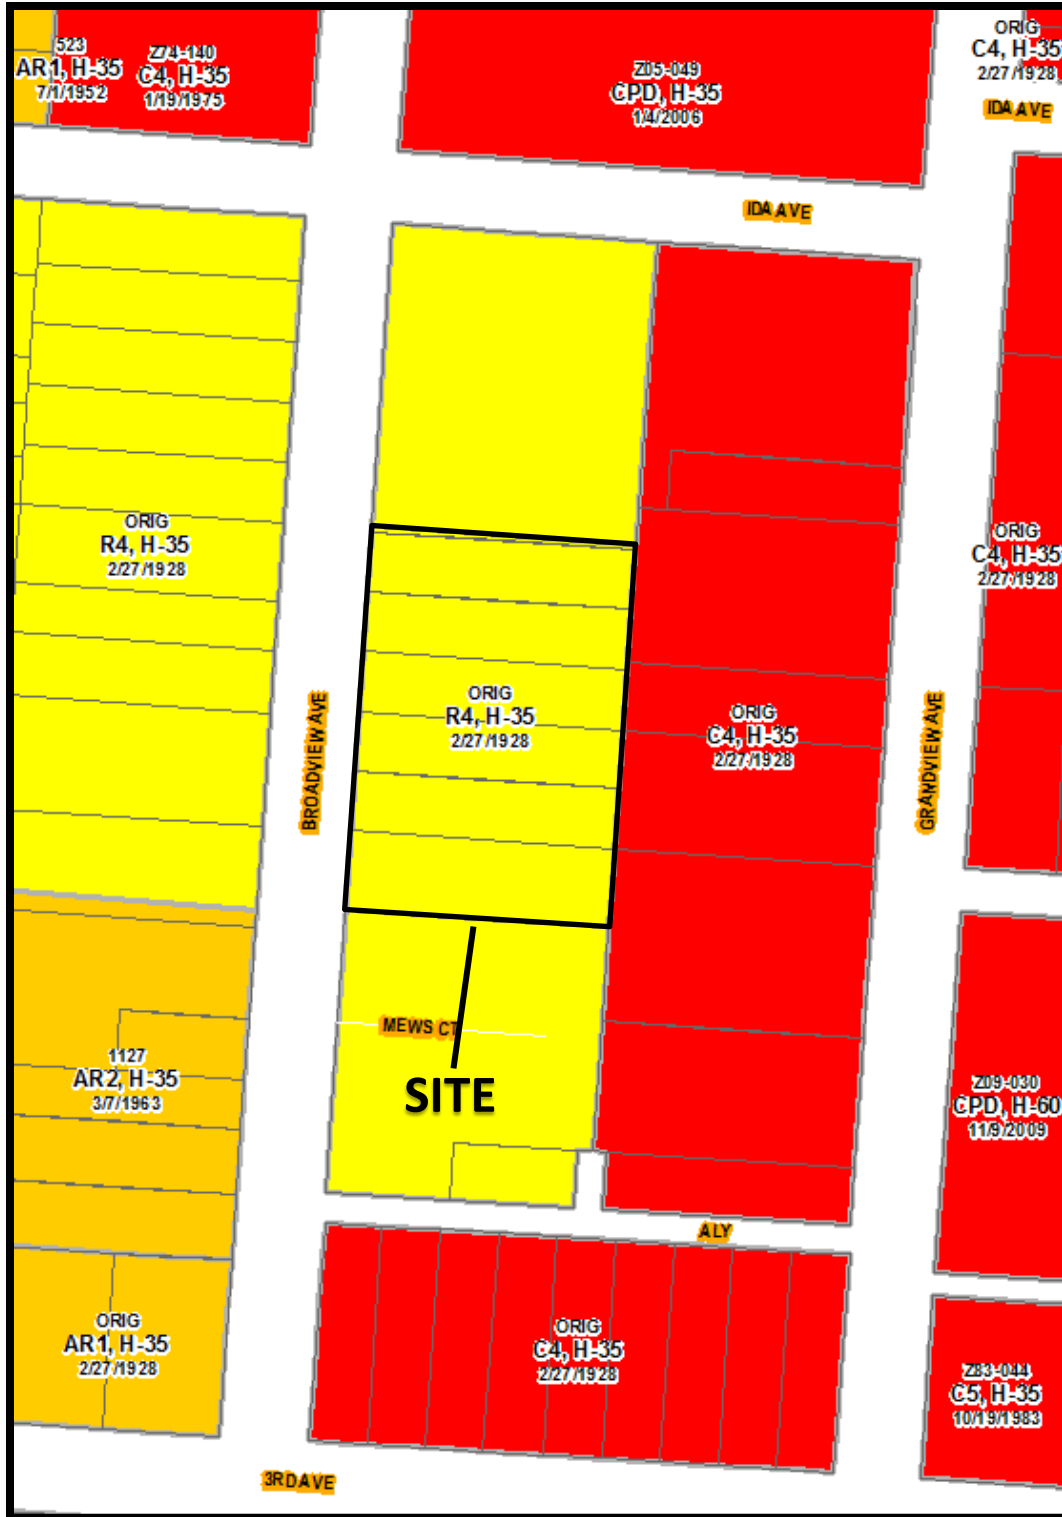 523
AR1, H-35
7/1/1952
Z74-140
C4, H-35
1/19/1975
Z05-049
CPD, H-35
1/4/2006
ORIG
C4, H-35
2/27/1928
IDA AVE
IDA AVE
ORIG
R4, H-35
2/27/1928
ORIG
C4, H-35
2/27/1928
ORIG
R4, H-35
2/27/1928
BROADVIEW AVE
ORIG
C4, H-35
2/27/1928
GRANDVIEW AVE
MEWS CT
SITE
1127
AR2, H-35
3/7/1963
Z09-030
CPD, H-60
11/9/2009
ALY
ORIG
AR1, H-35
2/27/1928
ORIG
C4, H-35
2/27/1928
Z83-044
C5, H-35
10/19/1983
3RD AVE